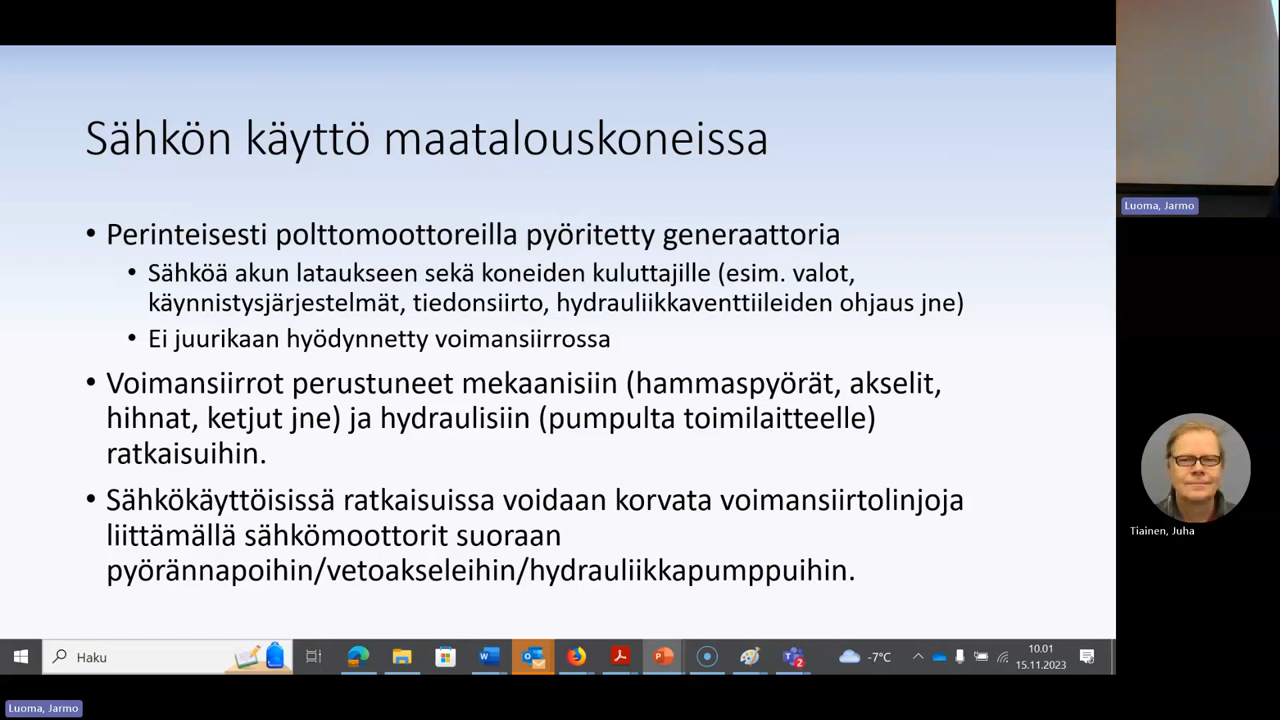 Sähkön käyttö maatalouskoneissa
• Perinteisesti polttomoottoreilla pyöritetty generaattoria
• Sähköä akun lataukseen sekä koneiden kuluttajille (esim. valot,
käynnistysjärjestelmät, tiedonsiirto, hydrauliikkaventtiileiden ohjaus jne)
• Ei juurikaan hyödynnetty voimansiirrossa
• Voimansiirrot perustuneet mekaanisiin (hammaspyörät, akselit,
hihnat, ketjut jne) ja hydraulisiin (pumpulta toimilaitteelle)
ratkaisuihin.
• Sähkökäyttöisissä ratkaisuissa voidaan korvata voimansiirtolinjoja
liittämällä sähkömoottorit suoraan
pyörännapoihin/vetoakseleihin/hydrauliikkapumppuihin.
Luoma, Jarmo
Tiainen, Juha
Haku
-7°C
10.01
15.11.2023
Luoma, Jarmo